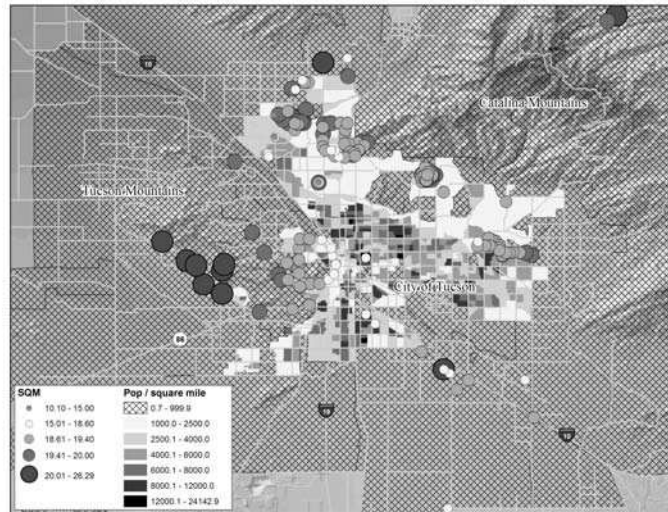 10
Catalina Mountains
Tucson Mountains
City of Tucson
86
19
10
SQM
10.10 - 15.00
15.01 - 18.60
18.61 - 19.40
19.41 - 20.00
20.01 - 26.29
Pop / square mile
0.7 - 999.9
1000.0 - 2500.0
2500.1 - 4000.0
4000.1 - 6000.0
6000.1 - 8000.0
8000.1 - 12000.0
12000.1 - 24142.9